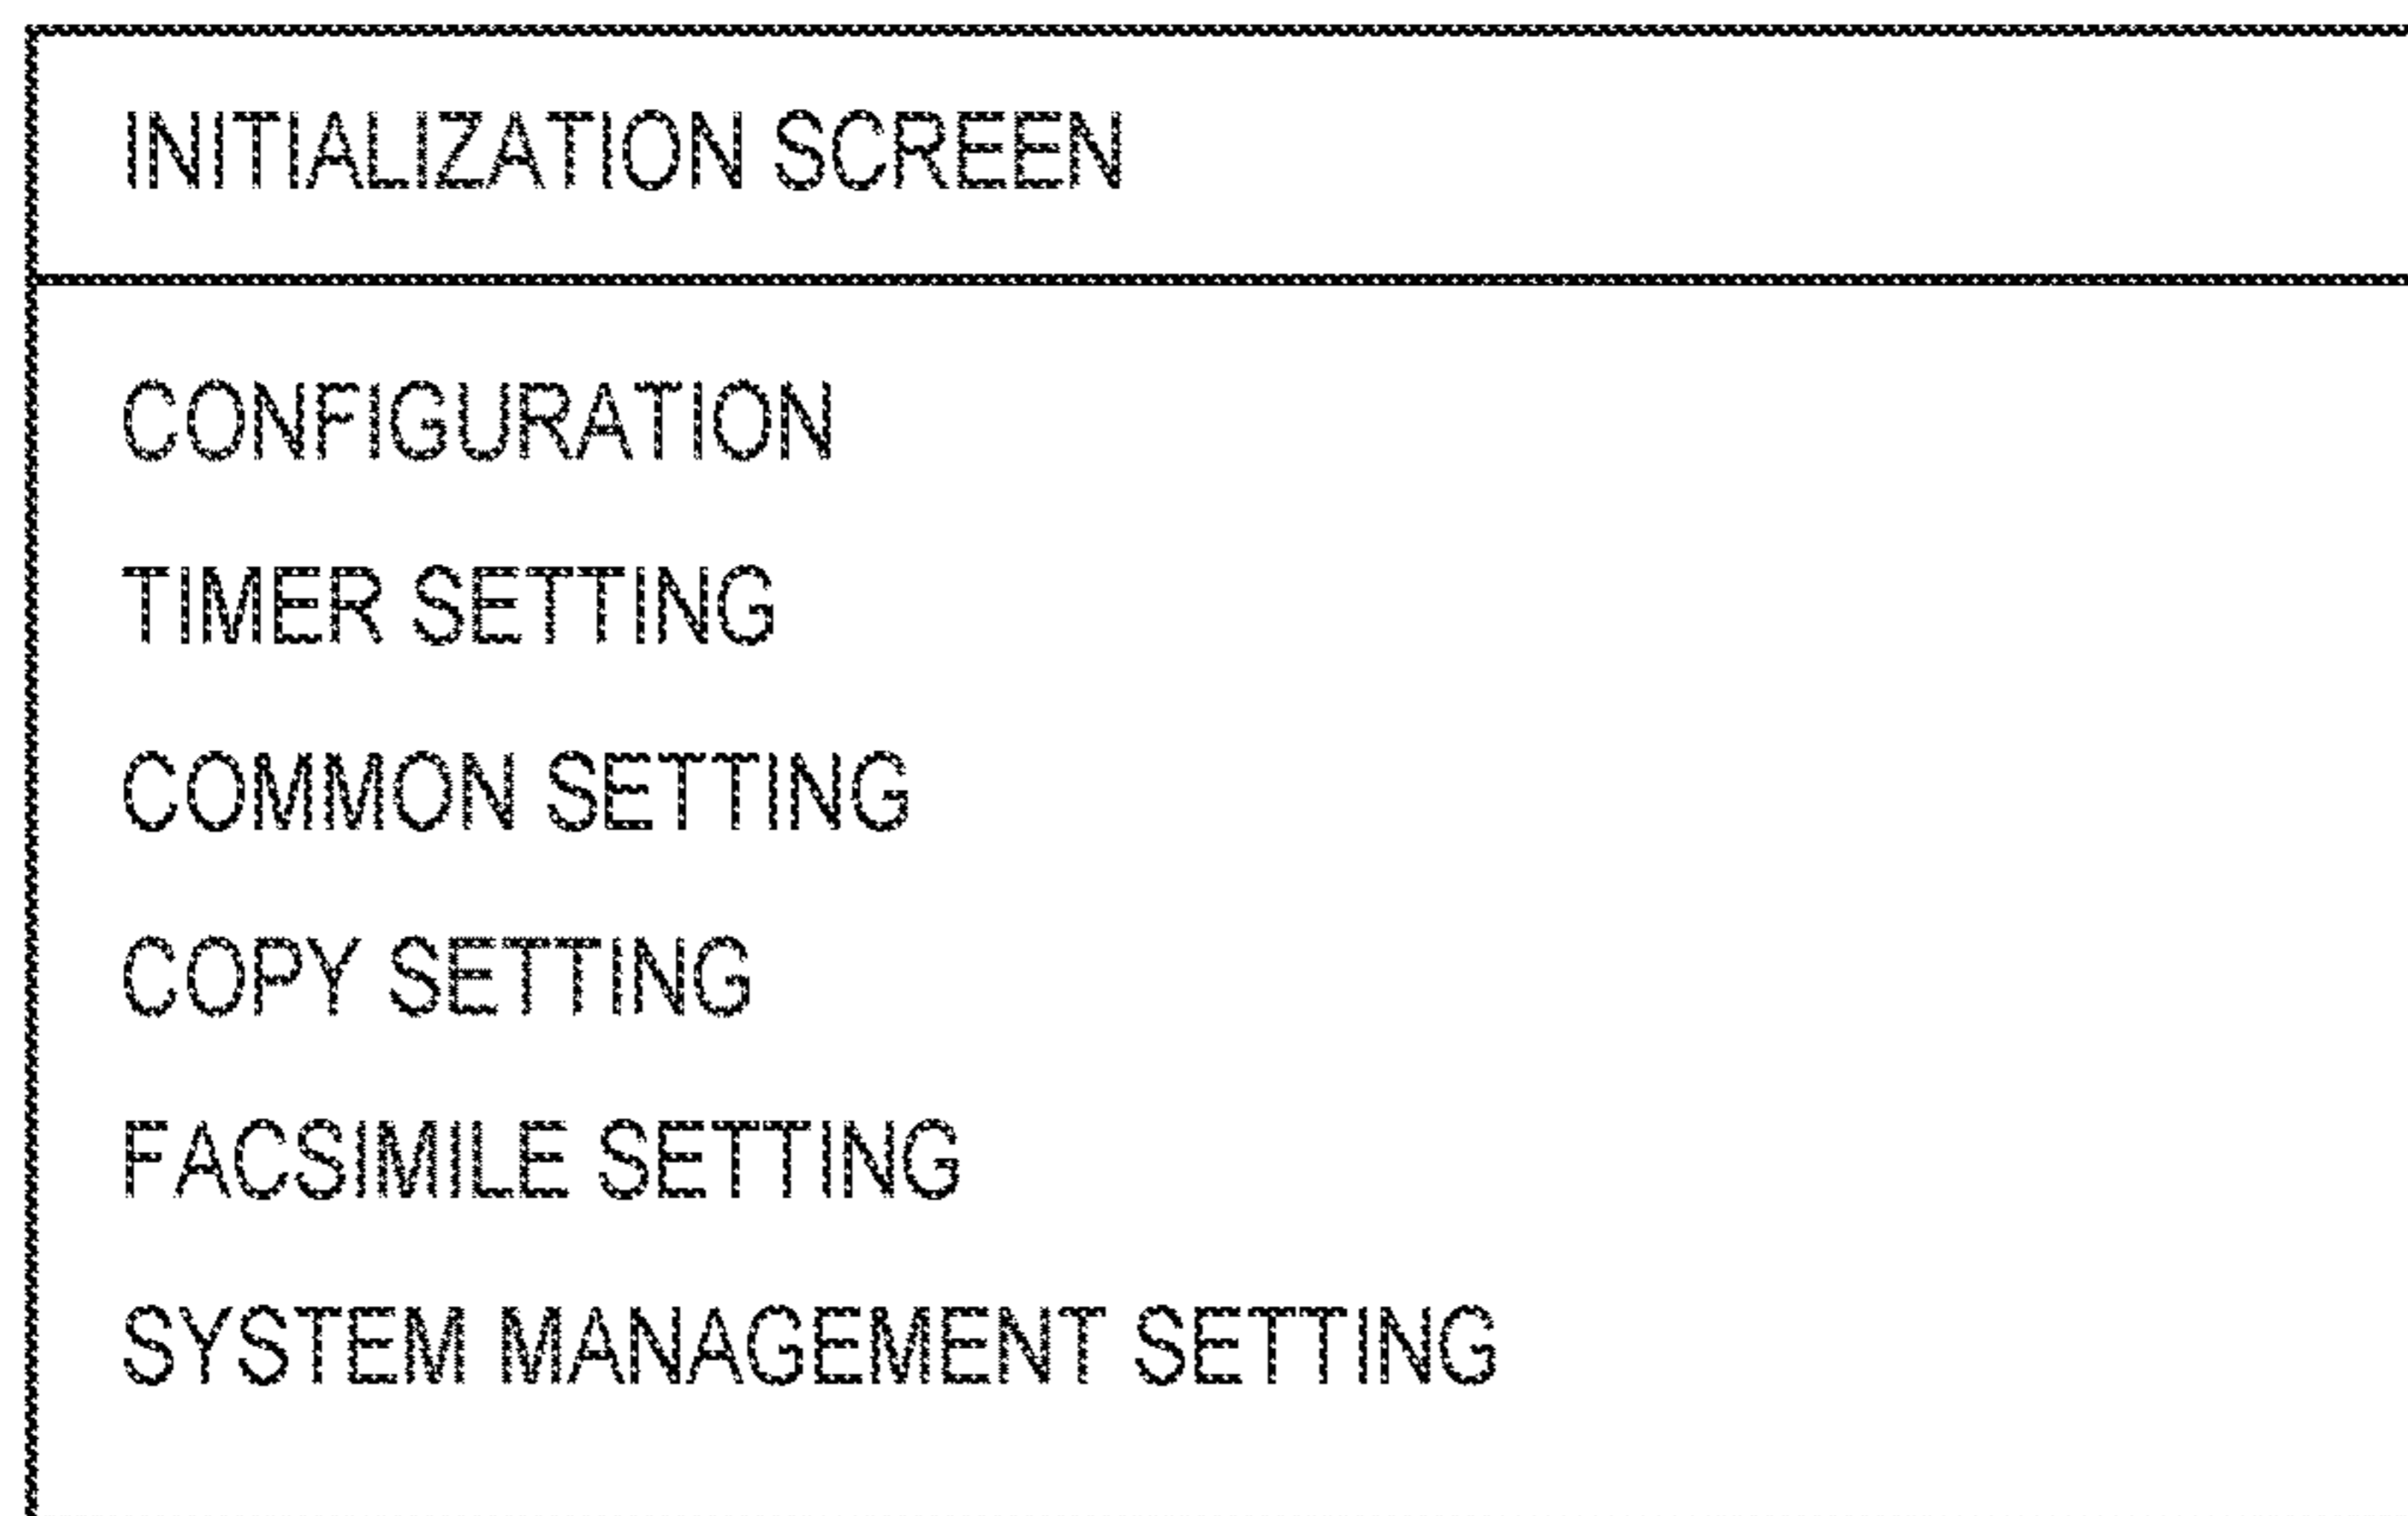 INITIALIZATION SCREEN
CONFIGURATION
TIMER SETTING
COMMON SETTING
COPY SETTING
FACSIMILE SETTING
SYSTEM MANAGEMENT SETTING